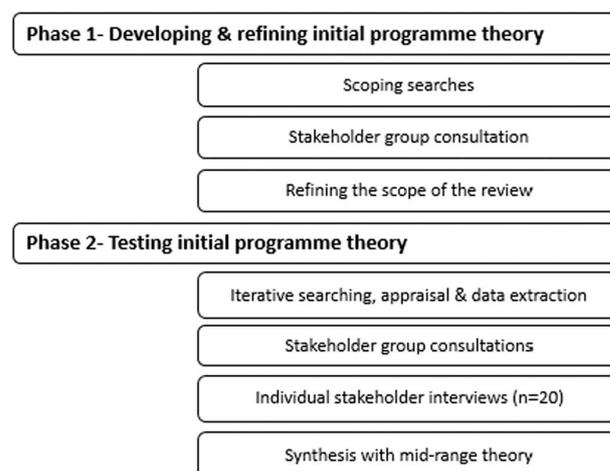 Phase 1- Developing & refining initial programme theory
Scoping searches
Stakeholder group consultation
Refining the scope of the review
Phase 2- Testing initial programme theory
Iterative searching, appraisal & data extraction
Stakeholder group consultations
Individual stakeholder interviews (n=20)
Synthesis with mid-range theory